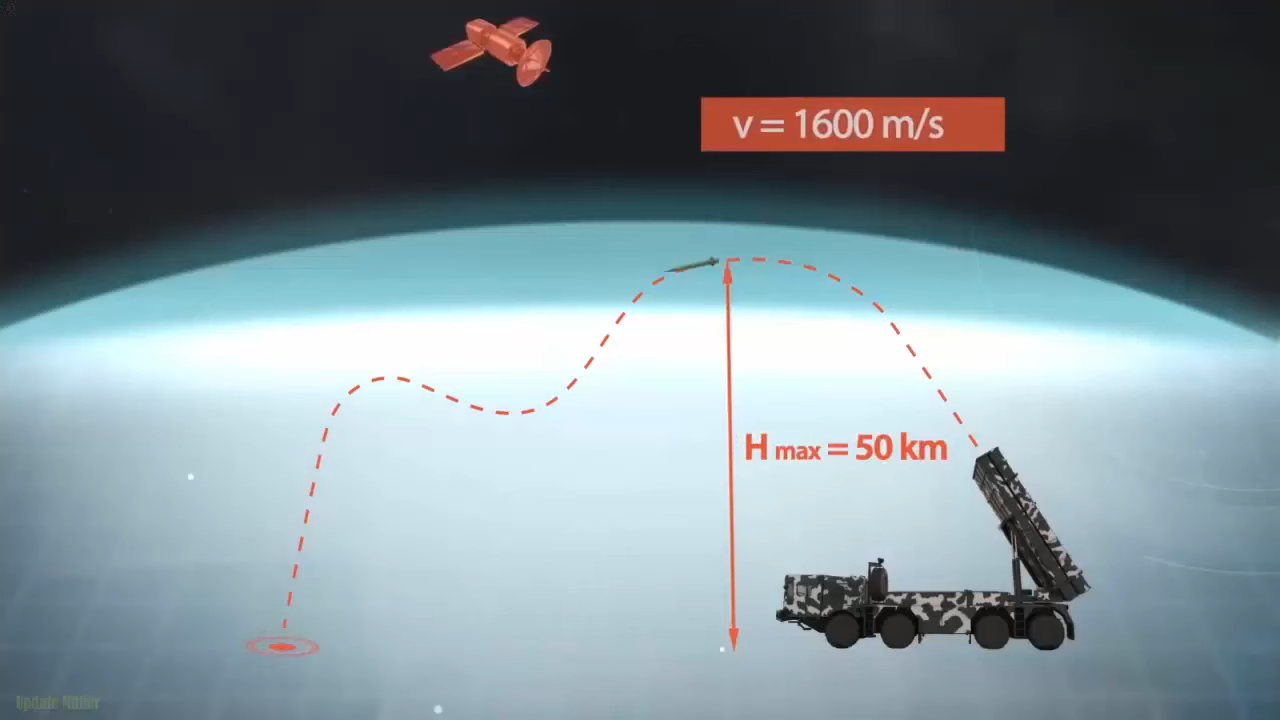 v = 1600 m/s
H max = 50 km